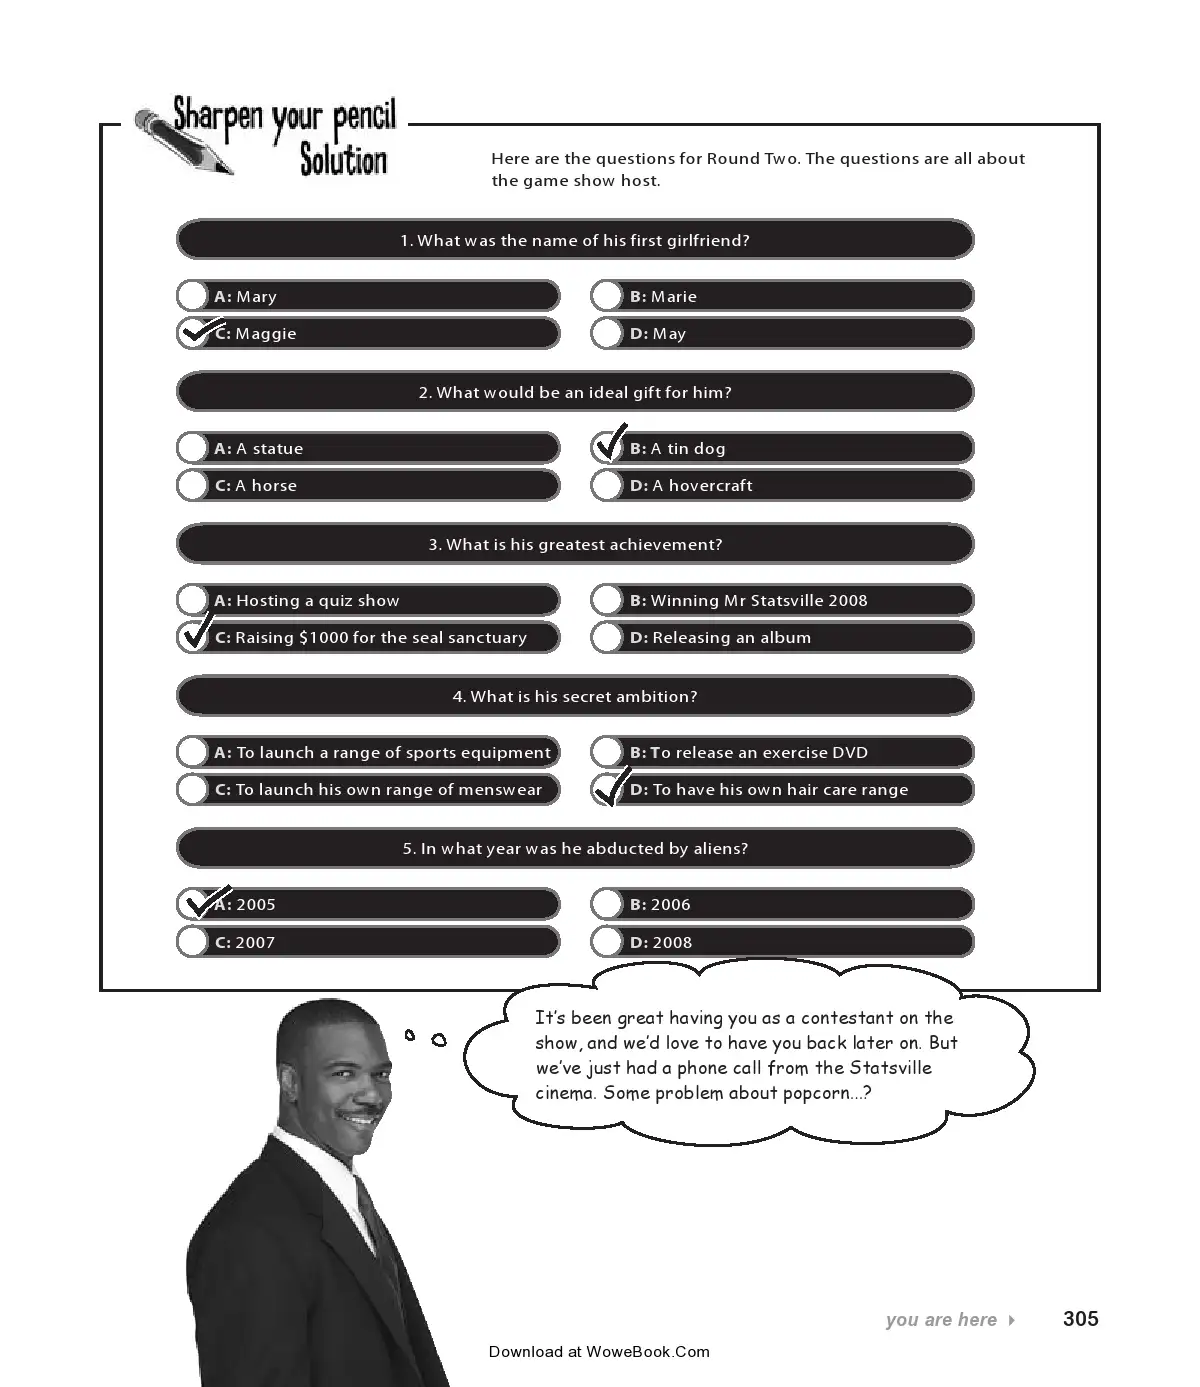 Sharpen your pencil
Solution
Here are the questions for Round Two. The questions are all about
the game show host.
1. What was the name of his first girlfriend?
A: Mary
B: Marie
C: Maggie
D: May
2. What would be an ideal gift for him?
A: A statue
B: A tin dog
C: A horse
D: A hovercraft
3. What is his greatest achievement?
A: Hosting a quiz show
B: Winning Mr Statsville 2008
C: Raising $1000 for the seal sanctuary
D: Releasing an album
4. What is his secret ambition?
A: To launch a range of sports equipment
B: To release an exercise DVD
C: To launch his own range of menswear
D: To have his own hair care range
5. In what year was he abducted by aliens?
A: 2005
B: 2006
C: 2007
D: 2008
It's been great having you as a contestant on the
show, and we'd love to have you back later on. But
we've just had a phone call from the Statsville
cinema. Some problem about popcorn...?
you are here
305
Download at WoweBook.Com